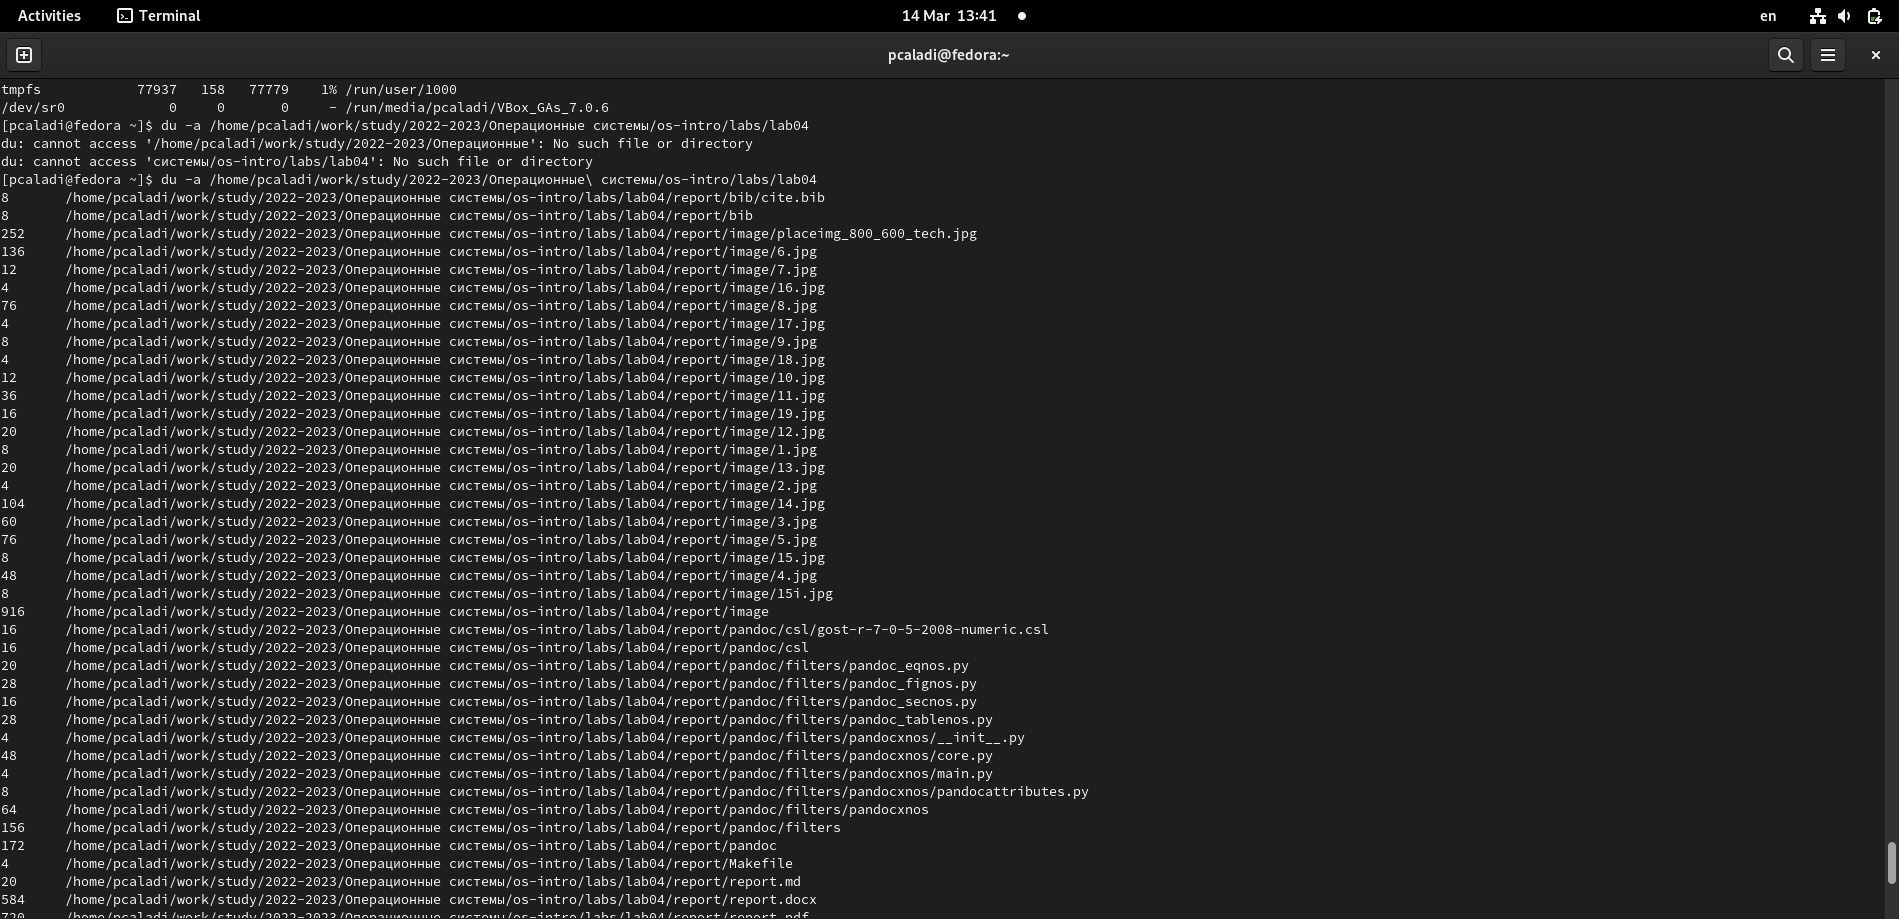 Activities Terminal 14 Mar 13:41 en
pcaladi@fedora:~
tmpfs 77937 158 77779 1% /run/user/1000
/dev/sr0 0 0 0 - /run/media/pcaladi/VBox_GAs_7.0.6
[pcaladi@fedora ~]$ du -a /home/pcaladi/work/study/2022-2023/Операционные системы/os-intro/labs/lab04
du: cannot access '/home/pcaladi/work/study/2022-2023/Операционные': No such file or directory
du: cannot access 'системы/os-intro/labs/lab04': No such file or directory
[pcaladi@fedora ~]$ du -a /home/pcaladi/work/study/2022-2023/Операционные\ системы/os-intro/labs/lab04
8 /home/pcaladi/work/study/2022-2023/Операционные системы/os-intro/labs/lab04/report/bib/cite.bib
8 /home/pcaladi/work/study/2022-2023/Операционные системы/os-intro/labs/lab04/report/bib
252 /home/pcaladi/work/study/2022-2023/Операционные системы/os-intro/labs/lab04/report/image/placeimg_800_600_tech.jpg
136 /home/pcaladi/work/study/2022-2023/Операционные системы/os-intro/labs/lab04/report/image/6.jpg
12 /home/pcaladi/work/study/2022-2023/Операционные системы/os-intro/labs/lab04/report/image/7.jpg
4 /home/pcaladi/work/study/2022-2023/Операционные системы/os-intro/labs/lab04/report/image/16.jpg
76 /home/pcaladi/work/study/2022-2023/Операционные системы/os-intro/labs/lab04/report/image/8.jpg
4 /home/pcaladi/work/study/2022-2023/Операционные системы/os-intro/labs/lab04/report/image/17.jpg
8 /home/pcaladi/work/study/2022-2023/Операционные системы/os-intro/labs/lab04/report/image/9.jpg
4 /home/pcaladi/work/study/2022-2023/Операционные системы/os-intro/labs/lab04/report/image/18.jpg
12 /home/pcaladi/work/study/2022-2023/Операционные системы/os-intro/labs/lab04/report/image/10.jpg
36 /home/pcaladi/work/study/2022-2023/Операционные системы/os-intro/labs/lab04/report/image/11.jpg
16 /home/pcaladi/work/study/2022-2023/Операционные системы/os-intro/labs/lab04/report/image/19.jpg
20 /home/pcaladi/work/study/2022-2023/Операционные системы/os-intro/labs/lab04/report/image/12.jpg
8 /home/pcaladi/work/study/2022-2023/Операционные системы/os-intro/labs/lab04/report/image/1.jpg
20 /home/pcaladi/work/study/2022-2023/Операционные системы/os-intro/labs/lab04/report/image/13.jpg
4 /home/pcaladi/work/study/2022-2023/Операционные системы/os-intro/labs/lab04/report/image/2.jpg
104 /home/pcaladi/work/study/2022-2023/Операционные системы/os-intro/labs/lab04/report/image/14.jpg
60 /home/pcaladi/work/study/2022-2023/Операционные системы/os-intro/labs/lab04/report/image/3.jpg
76 /home/pcaladi/work/study/2022-2023/Операционные системы/os-intro/labs/lab04/report/image/5.jpg
8 /home/pcaladi/work/study/2022-2023/Операционные системы/os-intro/labs/lab04/report/image/15.jpg
48 /home/pcaladi/work/study/2022-2023/Операционные системы/os-intro/labs/lab04/report/image/4.jpg
8 /home/pcaladi/work/study/2022-2023/Операционные системы/os-intro/labs/lab04/report/image/15i.jpg
916 /home/pcaladi/work/study/2022-2023/Операционные системы/os-intro/labs/lab04/report/image
16 /home/pcaladi/work/study/2022-2023/Операционные системы/os-intro/labs/lab04/report/pandoc/csl/gost-r-7-0-5-2008-numeric.csl
16 /home/pcaladi/work/study/2022-2023/Операционные системы/os-intro/labs/lab04/report/pandoc/csl
20 /home/pcaladi/work/study/2022-2023/Операционные системы/os-intro/labs/lab04/report/pandoc/filters/pandoc_eqnos.py
28 /home/pcaladi/work/study/2022-2023/Операционные системы/os-intro/labs/lab04/report/pandoc/filters/pandoc_fignos.py
16 /home/pcaladi/work/study/2022-2023/Операционные системы/os-intro/labs/lab04/report/pandoc/filters/pandoc_secnos.py
28 /home/pcaladi/work/study/2022-2023/Операционные системы/os-intro/labs/lab04/report/pandoc/filters/pandoc_tablenos.py
4 /home/pcaladi/work/study/2022-2023/Операционные системы/os-intro/labs/lab04/report/pandoc/filters/pandocxnos/__init__.py
48 /home/pcaladi/work/study/2022-2023/Операционные системы/os-intro/labs/lab04/report/pandoc/filters/pandocxnos/core.py
4 /home/pcaladi/work/study/2022-2023/Операционные системы/os-intro/labs/lab04/report/pandoc/filters/pandocxnos/main.py
8 /home/pcaladi/work/study/2022-2023/Операционные системы/os-intro/labs/lab04/report/pandoc/filters/pandocxnos/pandocattributes.py
64 /home/pcaladi/work/study/2022-2023/Операционные системы/os-intro/labs/lab04/report/pandoc/filters/pandocxnos
156 /home/pcaladi/work/study/2022-2023/Операционные системы/os-intro/labs/lab04/report/pandoc/filters
172 /home/pcaladi/work/study/2022-2023/Операционные системы/os-intro/labs/lab04/report/pandoc
4 /home/pcaladi/work/study/2022-2023/Операционные системы/os-intro/labs/lab04/report/Makefile
20 /home/pcaladi/work/study/2022-2023/Операционные системы/os-intro/labs/lab04/report/report.md
584 /home/pcaladi/work/study/2022-2023/Операционные системы/os-intro/labs/lab04/report/report.docx
720 /home/pcaladi/work/study/2022-2023/Операционные системы/os-intro/labs/lab04/report/report.pdf